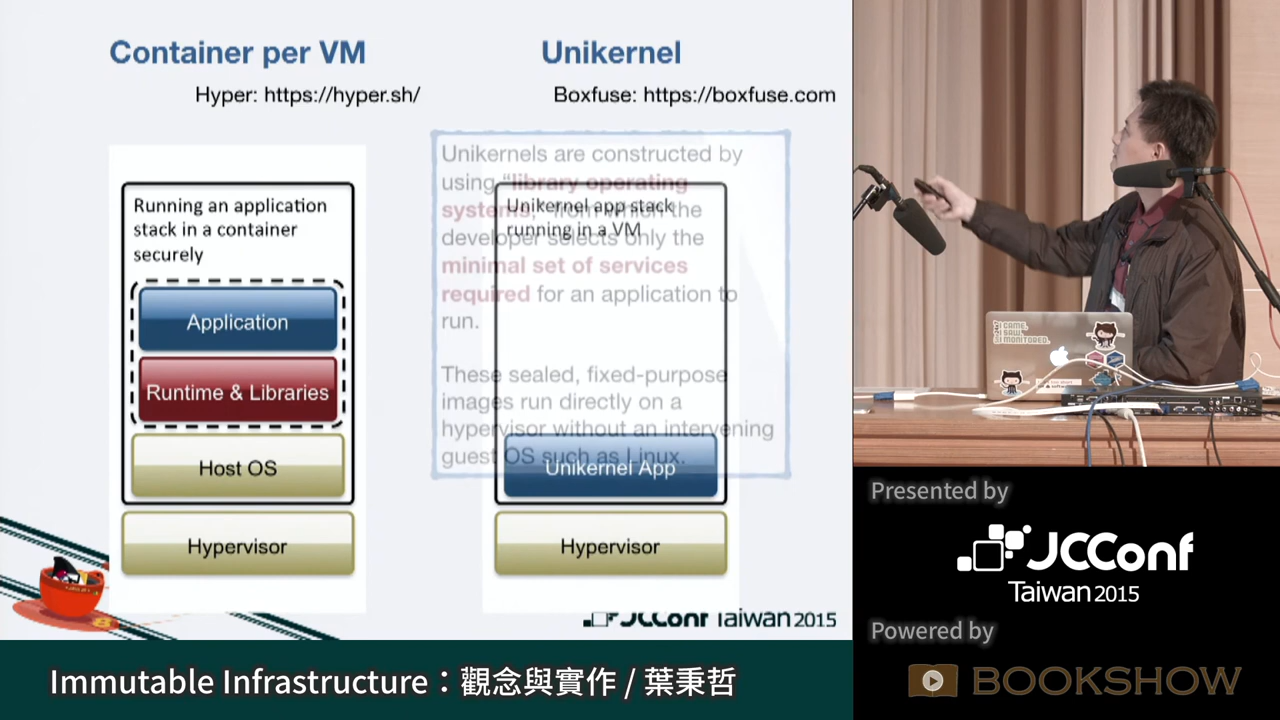 Container per VM
Hyper: https://hyper.sh/
Running an application
stack in a container
securely
Application
Runtime & Libraries
Host OS
Hypervisor
Unikernel
Boxfuse: https://boxfuse.com
Unikernels are constructed by
using “library operating
systems,” from which the
developer selects only the
minimal set of services
required for an application to
run.
These sealed, fixed-purpose
images run directly on a
hypervisor without an intervening
guest OS such as Linux.
Unikernel app stack
running in a VM
Unikernel App
Hypervisor
JCConf Taiwan 2015
I CAME,
I SAW,
I MONITORED.
Presented by
JCConf
Taiwan 2015
Powered by
BOOKSHOW
Immutable Infrastructure：觀念與實作 / 葉秉哲